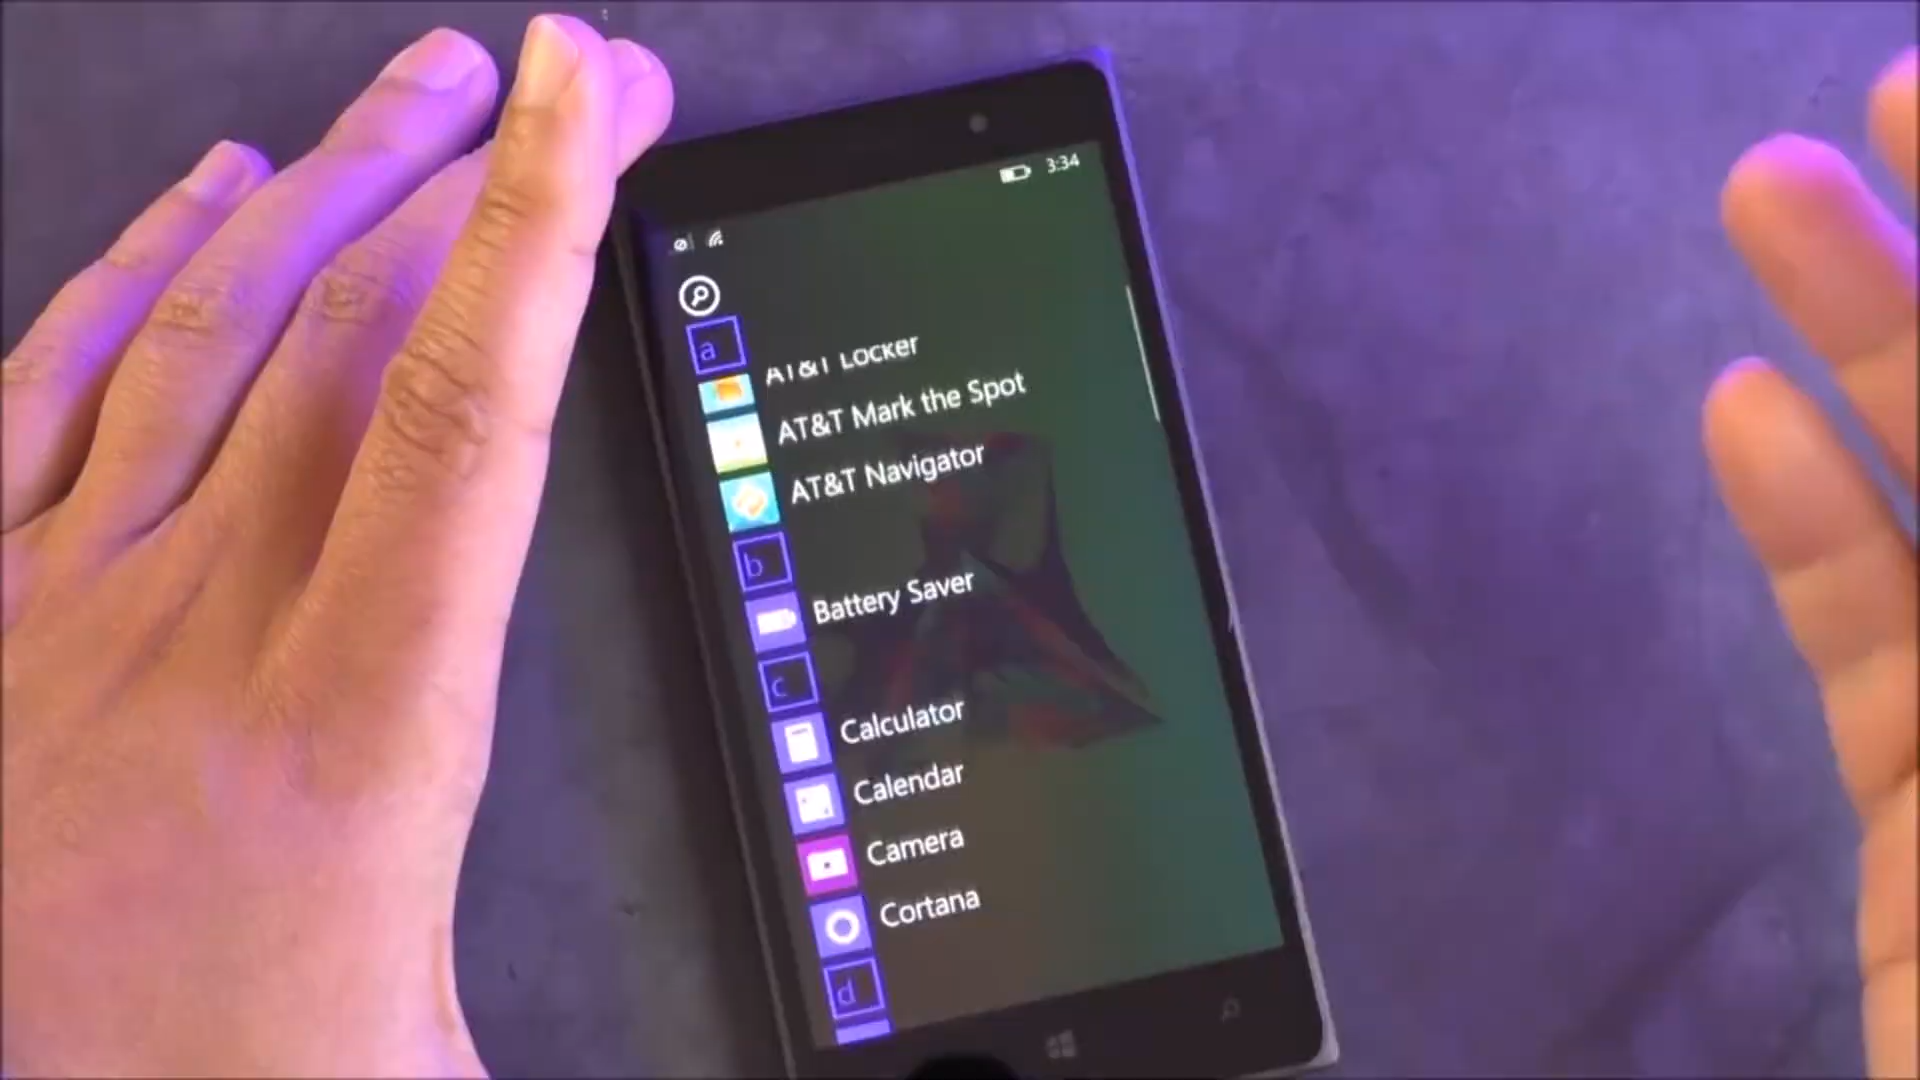 3:34
a
AT&T Locker
AT&T Mark the Spot
AT&T Navigator
b
Battery Saver
c
Calculator
Calendar
Camera
Cortana
d